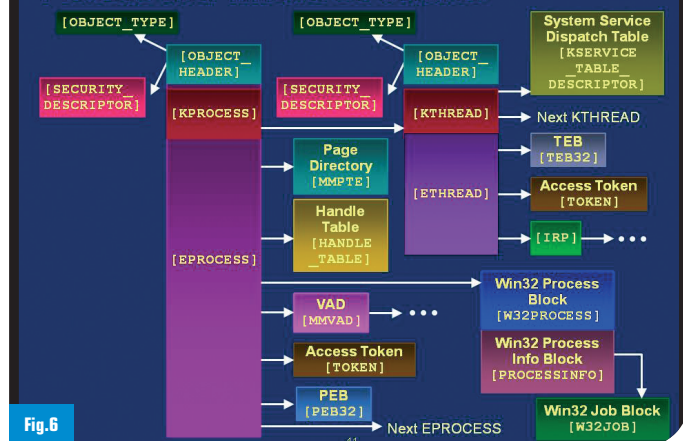 [OBJECT_TYPE]
[OBJECT_
HEADER]
[SECURITY_
DESCRIPTOR]
[KPROCESS]
[EPROCESS]
Page
Directory
[MMPTE]
Handle
Table
[HANDLE
_TABLE]
VAD
[MMVAD]
Access Token
[TOKEN]
PEB
[PEB32]
Next EPROCESS
[OBJECT_TYPE]
[OBJECT_
HEADER]
[SECURITY_
DESCRIPTOR]
[KTHREAD]
[ETHREAD]
System Service
Dispatch Table
[KSERVICE
_TABLE_
DESCRIPTOR]
Next KTHREAD
TEB
[TEB32]
Access Token
[TOKEN]
[IRP]
Win32 Process
Block
[W32PROCESS]
Win32 Process
Info Block
[PROCESSINFO]
Win32 Job Block
[W32JOB]
Fig.6